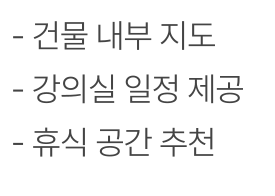 - 건물 내부 지도
- 강의실 일정 제공
- 휴식 공간 추천